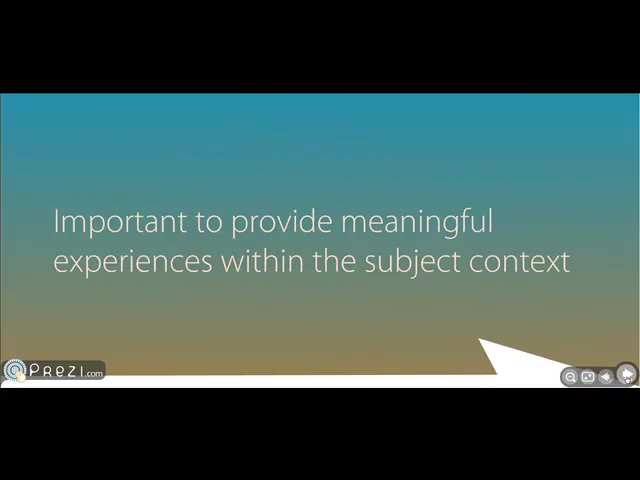 Important to provide meaningful
experiences within the subject context
PREZI.com